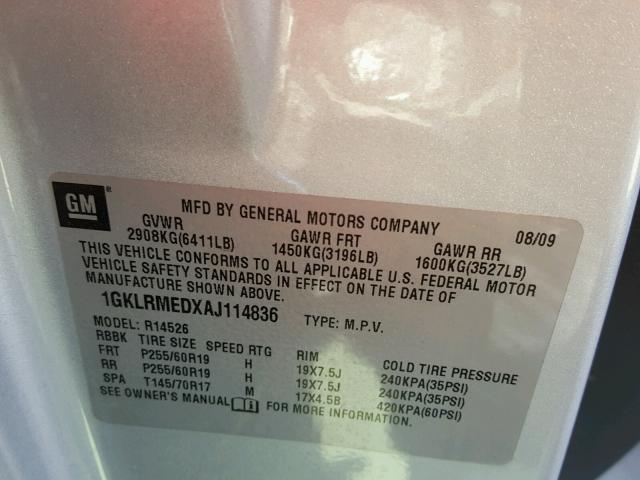 GM
MFD BY GENERAL MOTORS COMPANY 08/09
GVWR GAWR FRT GAWR RR
2908KG(6411LB) 1450KG(3196LB) 1600KG(3527LB)
THIS VEHICLE CONFORMS TO ALL APPLICABLE U.S. FEDERAL MOTOR
VEHICLE SAFETY STANDARDS IN EFFECT ON THE DATE OF
MANUFACTURE SHOWN ABOVE.
1GKLRMEDXAJ114836 TYPE: M.P.V.
MODEL: R14526
RBBK TIRE SIZE SPEED RTG RIM COLD TIRE PRESSURE
FRT P255/60R19 H 19X7.5J 240KPA(35PSI)
RR P255/60R19 H 19X7.5J 240KPA(35PSI)
SPA T145/70R17 M 17X4.5B 420KPA(60PSI)
SEE OWNER'S MANUAL FOR MORE INFORMATION.